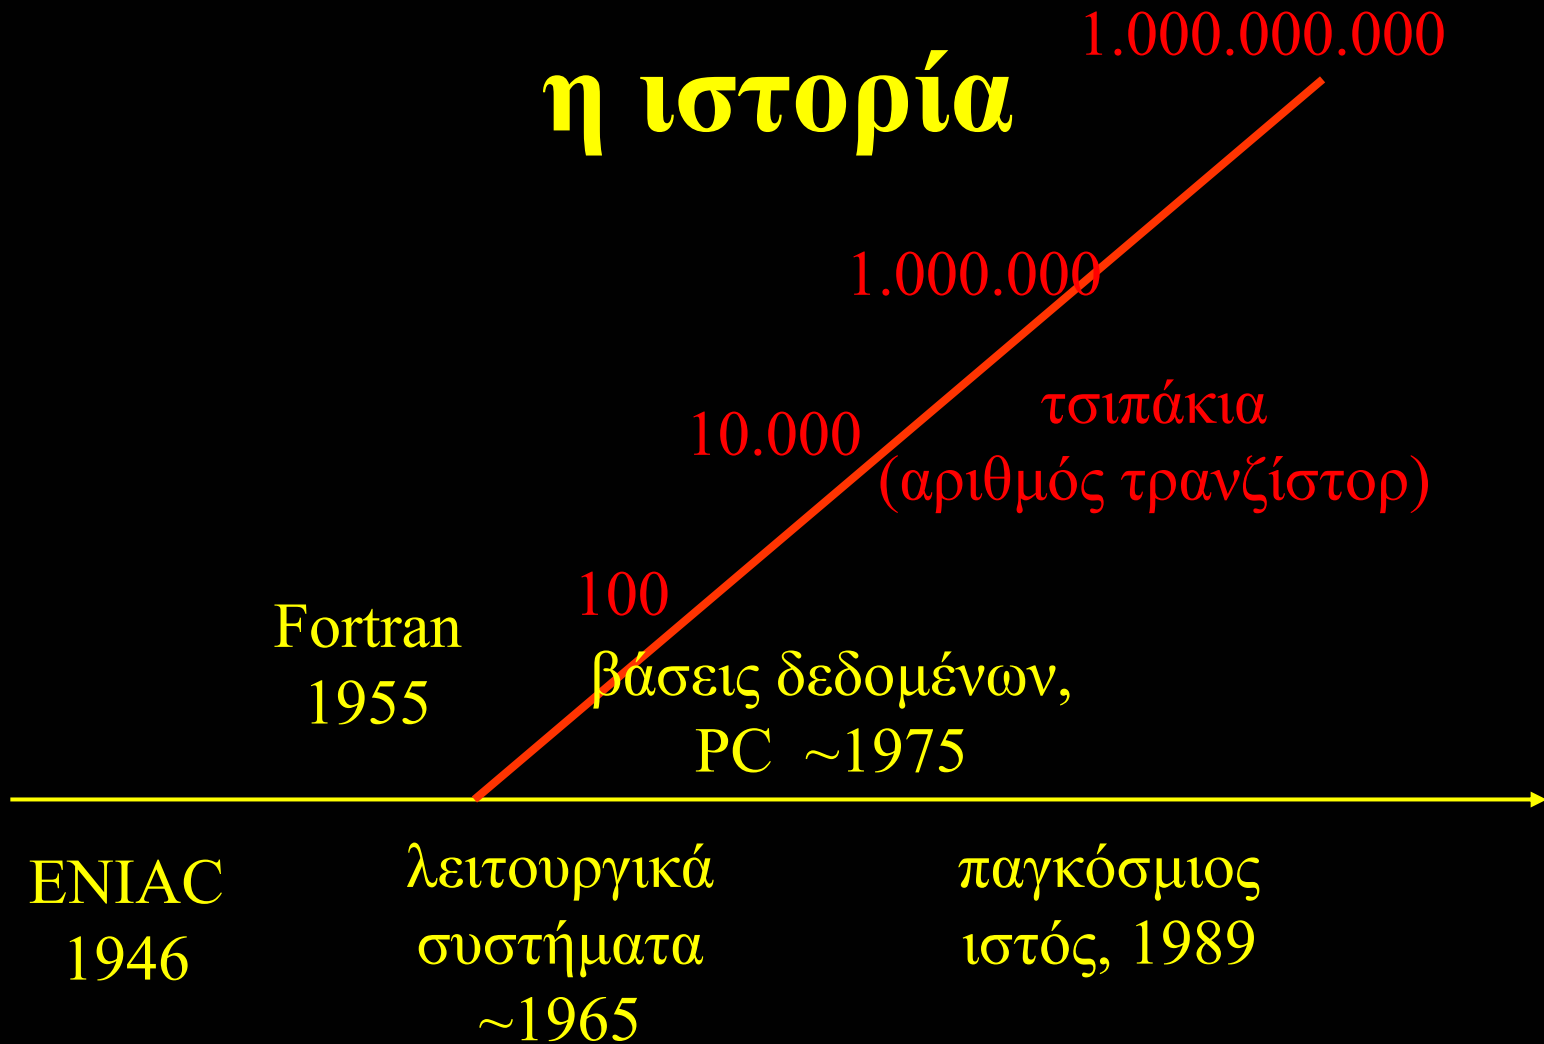 1.000.000.000
η ιστορία
1.000.000
τσιπάκια
(αριθμός τρανζίστορ)
10.000
100
Fortran
1955
βάσεις δεδομένων,
PC ~1975
ENIAC
1946
λειτουργικά
συστήματα
~1965
παγκόσμιος
ιστός, 1989